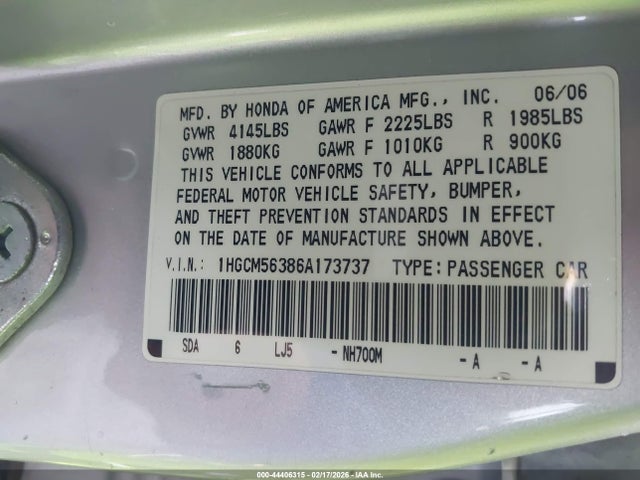 MFD. BY HONDA OF AMERICA MFG., INC. 06/06
GVWR 4145LBS GAWR F 2225LBS R 1985LBS
GVWR 1880KG GAWR F 1010KG R 900KG
THIS VEHICLE CONFORMS TO ALL APPLICABLE
FEDERAL MOTOR VEHICLE SAFETY, BUMPER,
AND THEFT PREVENTION STANDARDS IN EFFECT
ON THE DATE OF MANUFACTURE SHOWN ABOVE.
V.I.N.: 1HGCM56386A173737 TYPE: PASSENGER CAR
SDA 6 LJ5 - NH700M - A - A
000-44406315 - 02/17/2026 - IAA Inc.